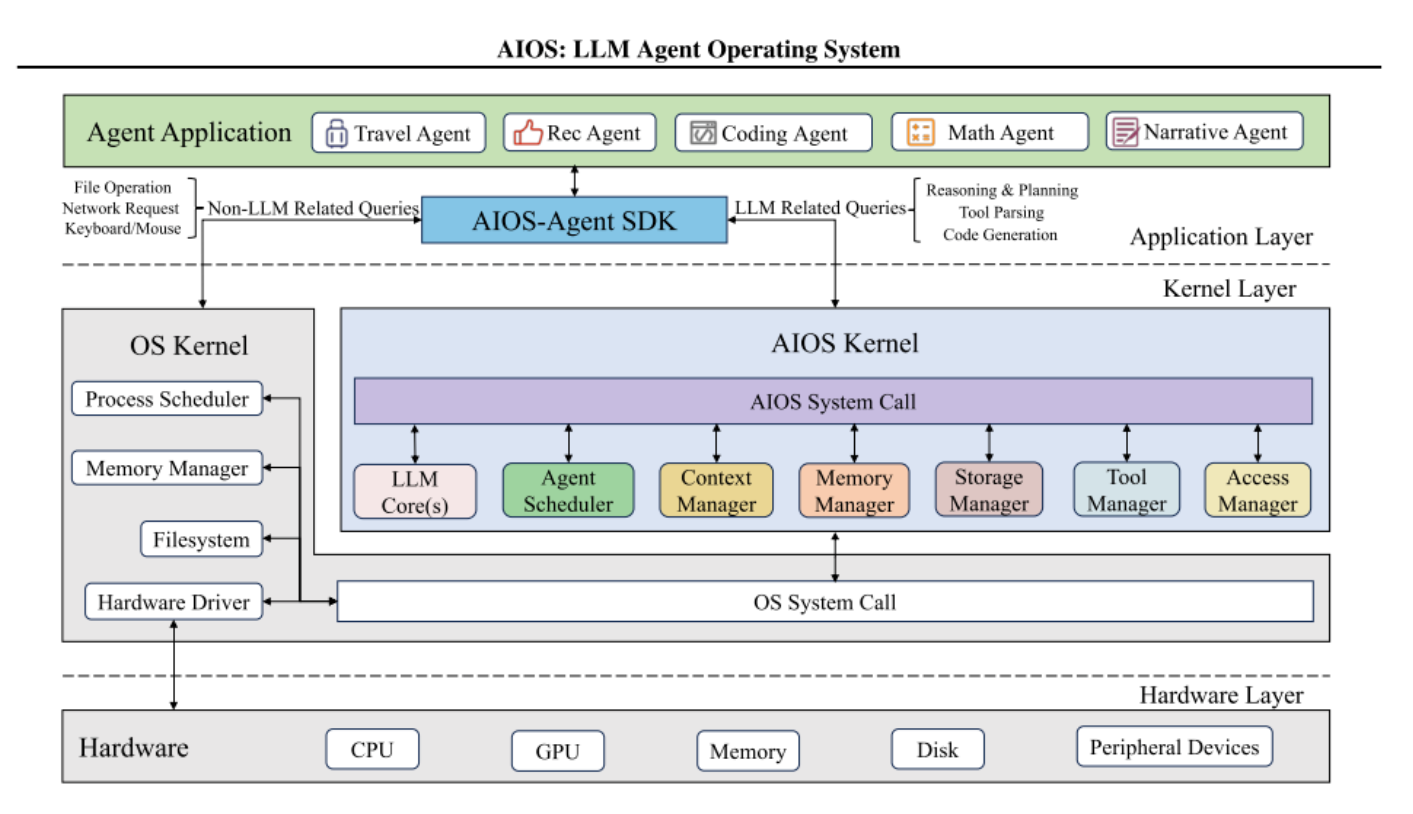 AIOS: LLM Agent Operating System
Agent Application
Travel Agent
Rec Agent
Coding Agent
Math Agent
Narrative Agent
File Operation
Network Request
Keyboard/Mouse
Non-LLM Related Queries
AIOS-Agent SDK
LLM Related Queries
Reasoning & Planning
Tool Parsing
Code Generation
Application Layer
Kernel Layer
OS Kernel
Process Scheduler
Memory Manager
Filesystem
Hardware Driver
AIOS Kernel
AIOS System Call
LLM
Core(s)
Agent
Scheduler
Context
Manager
Memory
Manager
Storage
Manager
Tool
Manager
Access
Manager
OS System Call
Hardware Layer
Hardware
CPU
GPU
Memory
Disk
Peripheral Devices